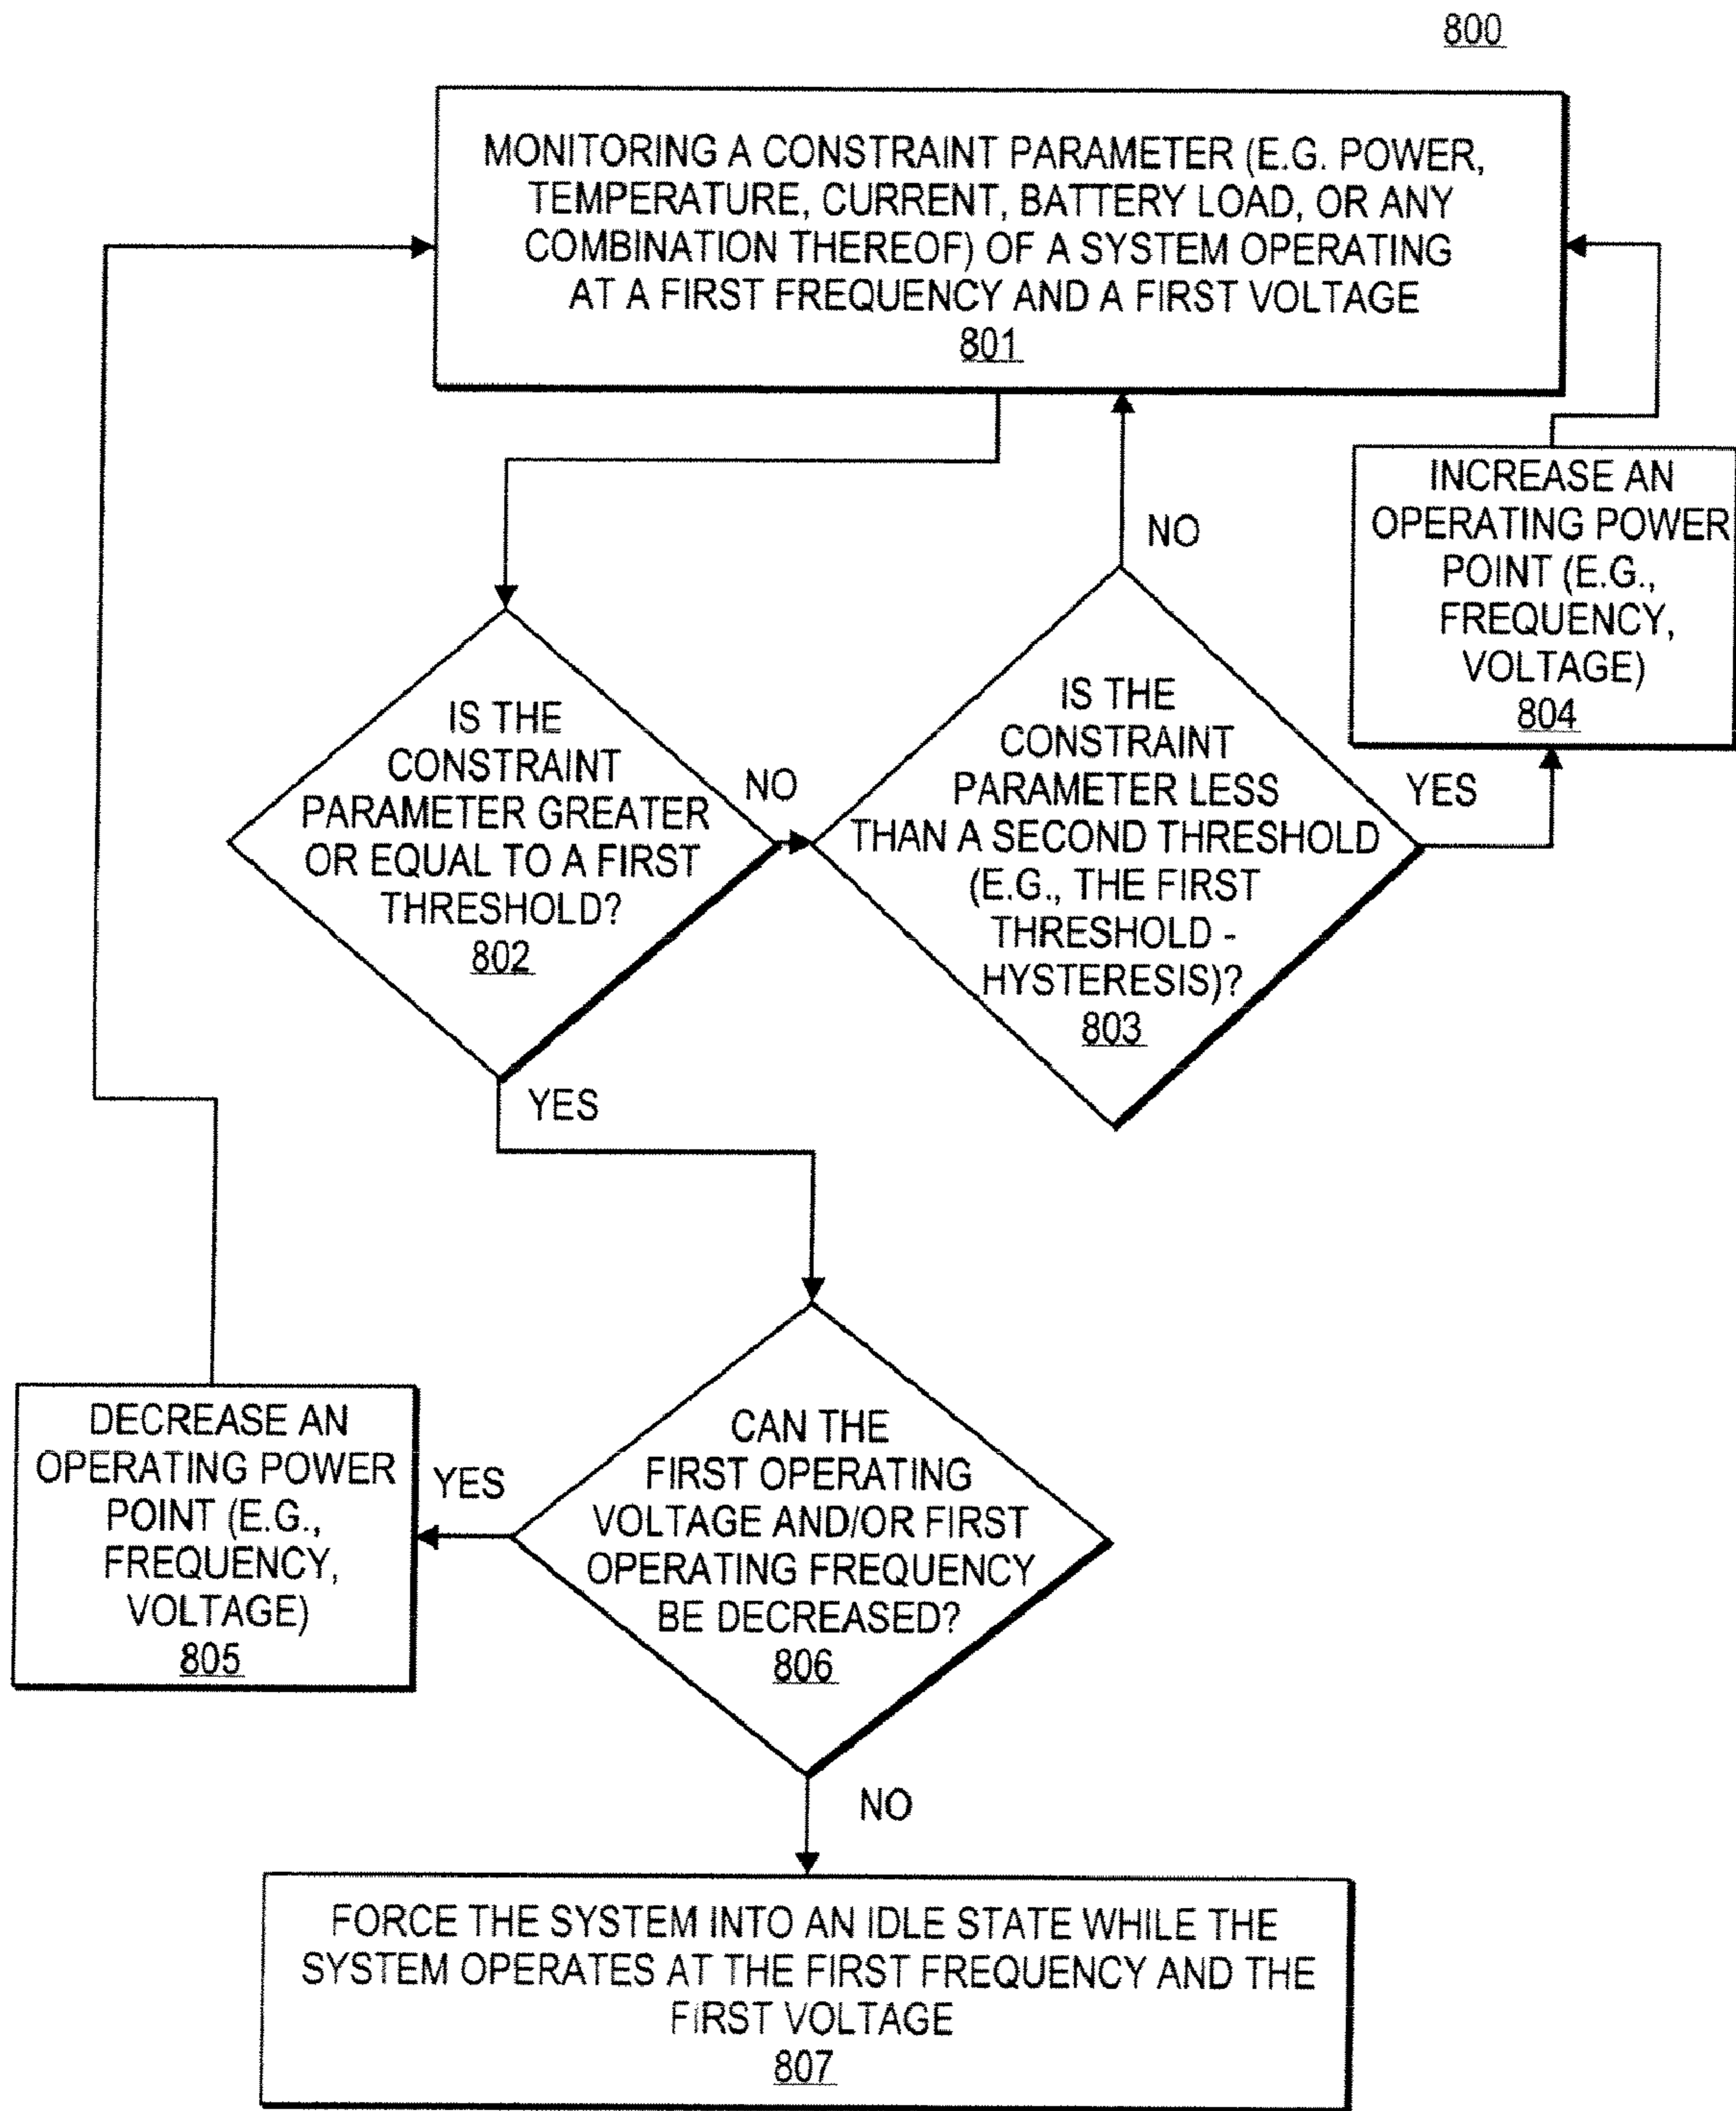 800
MONITORING A CONSTRAINT PARAMETER (E.G. POWER,
TEMPERATURE, CURRENT, BATTERY LOAD, OR ANY
COMBINATION THEREOF) OF A SYSTEM OPERATING
AT A FIRST FREQUENCY AND A FIRST VOLTAGE
801
INCREASE AN
OPERATING POWER
POINT (E.G.,
FREQUENCY,
VOLTAGE)
804
NO
IS THE
CONSTRAINT
PARAMETER GREATER
OR EQUAL TO A FIRST
THRESHOLD?
802
NO
IS THE
CONSTRAINT
PARAMETER LESS
THAN A SECOND THRESHOLD
(E.G., THE FIRST
THRESHOLD -
HYSTERESIS)?
803
YES
YES
DECREASE AN
OPERATING POWER
POINT (E.G.,
FREQUENCY,
VOLTAGE)
805
YES
CAN THE
FIRST OPERATING
VOLTAGE AND/OR FIRST
OPERATING FREQUENCY
BE DECREASED?
806
NO
FORCE THE SYSTEM INTO AN IDLE STATE WHILE THE
SYSTEM OPERATES AT THE FIRST FREQUENCY AND THE
FIRST VOLTAGE
807